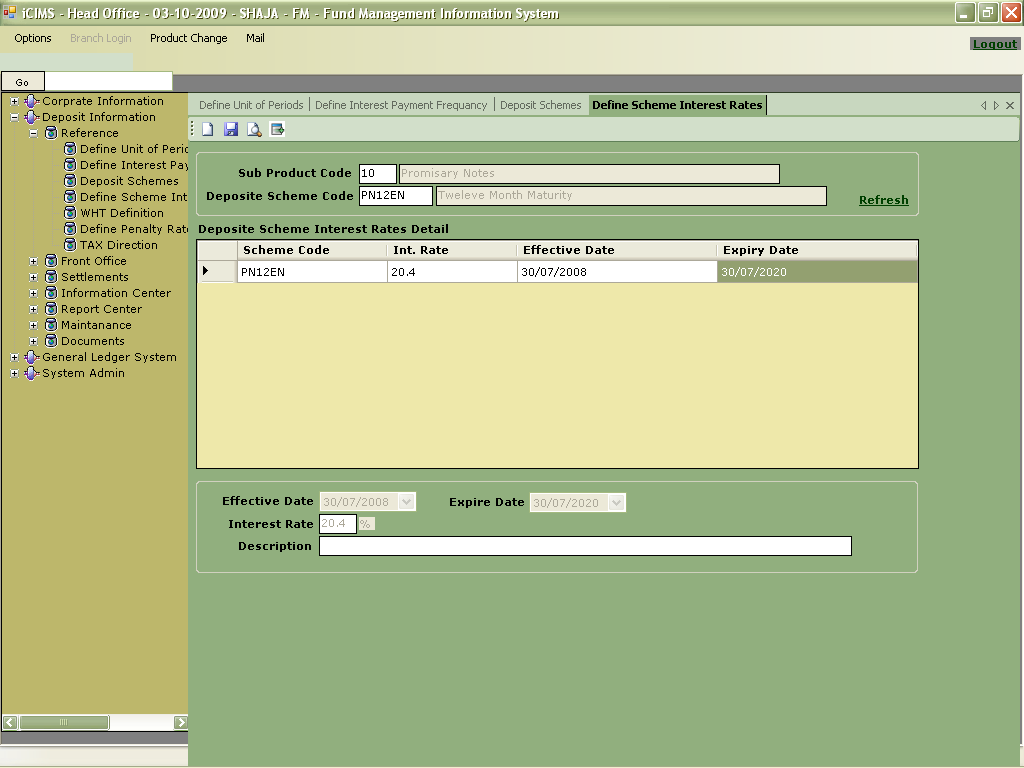 iCIMS - Head Office - 03-10-2009 - SHAJA - FM - Fund Management Information System
Options Branch Login Product Change Mail
Logout
Go
Corprate Information
Deposit Information
Reference
Define Unit of Peric
Define Interest Pay
Deposit Schemes
Define Scheme Int
WHT Definition
Define Penalty Rat
TAX Direction
Front Office
Settlements
Information Center
Report Center
Maintanance
Documents
General Ledger System
System Admin
Define Unit of Periods Define Interest Payment Frequancy Deposit Schemes Define Scheme Interest Rates
Sub Product Code 10 Promisary Notes
Deposite Scheme Code PN12EN Tweleve Month Maturity
Refresh
Deposite Scheme Interest Rates Detail
Scheme Code Int. Rate Effective Date Expiry Date
PN12EN 20.4 30/07/2008 30/07/2020
Effective Date 30/07/2008 Expire Date 30/07/2020
Interest Rate 20.4 %
Description